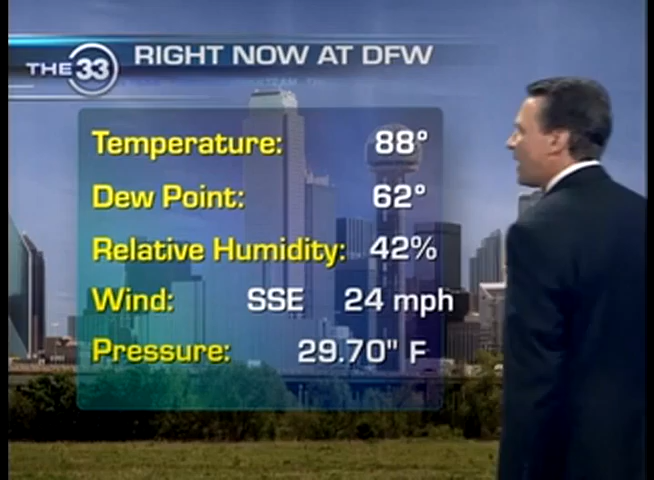 THE 33
RIGHT NOW AT DFW
Temperature: 88°
Dew Point: 62°
Relative Humidity: 42%
Wind: SSE 24 mph
Pressure: 29.70" F